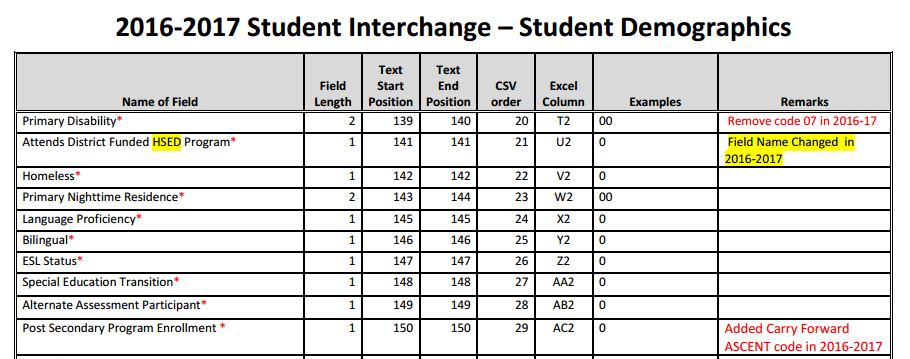 2016-2017 Student Interchange – Student Demographics
Name of Field Field Length Text Start Position Text End Position CSV order Excel Column Examples Remarks
Primary Disability* 2 139 140 20 T2 00 Remove code 07 in 2016-17
Attends District Funded HSED Program* 1 141 141 21 U2 0 Field Name Changed in
2016-2017
Homeless* 1 142 142 22 V2 0
Primary Nighttime Residence* 2 143 144 23 W2 00
Language Proficiency* 1 145 145 24 X2 0
Bilingual* 1 146 146 25 Y2 0
ESL Status* 1 147 147 26 Z2 0
Special Education Transition* 1 148 148 27 AA2 0
Alternate Assessment Participant* 1 149 149 28 AB2 0
Post Secondary Program Enrollment * 1 150 150 29 AC2 0 Added Carry Forward
ASCENT code in 2016-2017